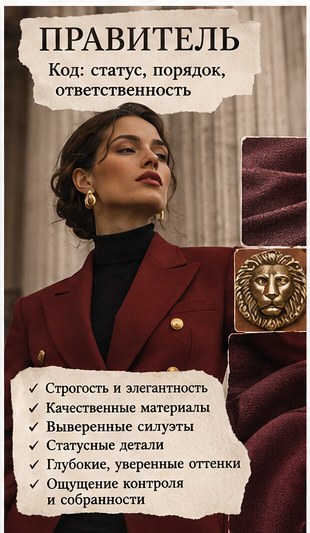 ПРАВИТЕЛЬ
Код: статус, порядок,
ответственность
✓ Строгость и элегантность
✓ Качественные материалы
✓ Выверенные силуэты
✓ Статусные детали
✓ Глубокие, уверенные оттенки
✓ Ощущение контроля
и собранности